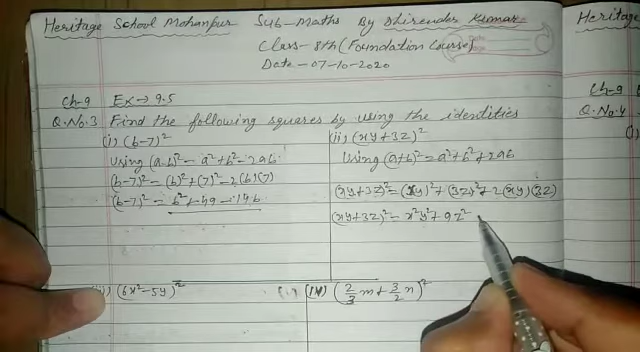 Heritage School Mohanpur Sub-Maths By Dhirender Kumar
Class-8th (Foundation Course)
Date-07-10-2020
Ch-9 Ex→9.5
Q.No.3 Find the following squares by using the identities
(i) (b-7)²
Using (a-b)² = a²+b²-2ab
(b-7)² = (b)²+(7)²-2(b)(7)
(b-7)² = b²+49-14b
(ii) (xy+3z)²
Using (a+b)² = a²+b²+2ab
(xy+3z)² = (xy)²+(3z)²+2(xy)(3z)
(xy+3z)² = x²y²+9z²
(iii) (6x²-5y)²
(iv) (2/3 m + 3/2 n)²
Heritage
Ch-9
Q.No.4
(i)